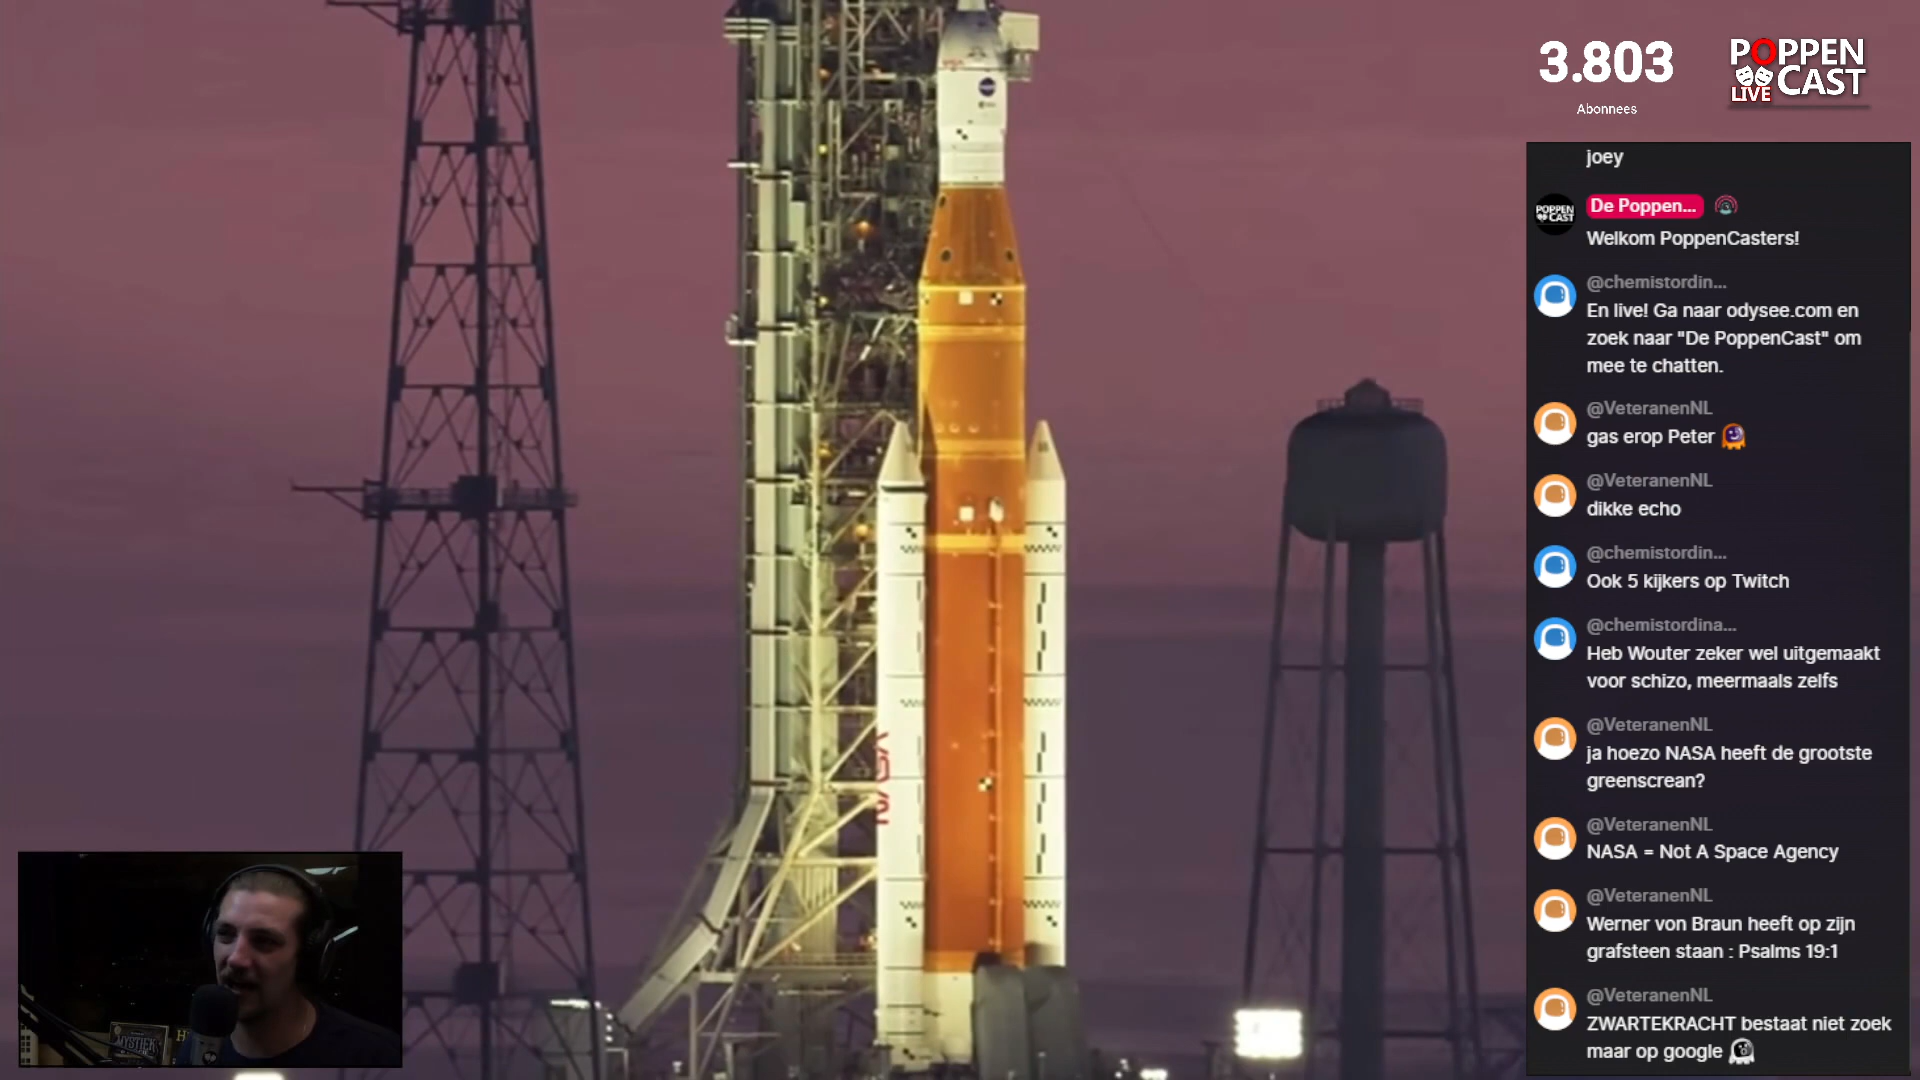 3.803
Abonnees
POPPEN
CAST
LIVE
joey
POPPEN
CAST
De Poppen...
Welkom PoppenCasters!
@chemistordin...
En live! Ga naar odysee.com en
zoek naar "De PoppenCast" om
mee te chatten.
@VeteranenNL
gas erop Peter
@VeteranenNL
dikke echo
@chemistordin...
Ook 5 kijkers op Twitch
@chemistordina...
Heb Wouter zeker wel uitgemaakt
voor schizo, meermaals zelfs
@VeteranenNL
ja hoezo NASA heeft de grootste
greenscrean?
@VeteranenNL
NASA = Not A Space Agency
@VeteranenNL
Werner von Braun heeft op zijn
grafsteen staan : Psalms 19:1
@VeteranenNL
ZWARTEKRACHT bestaat niet zoek
maar op google
NASA
MYSTIEK